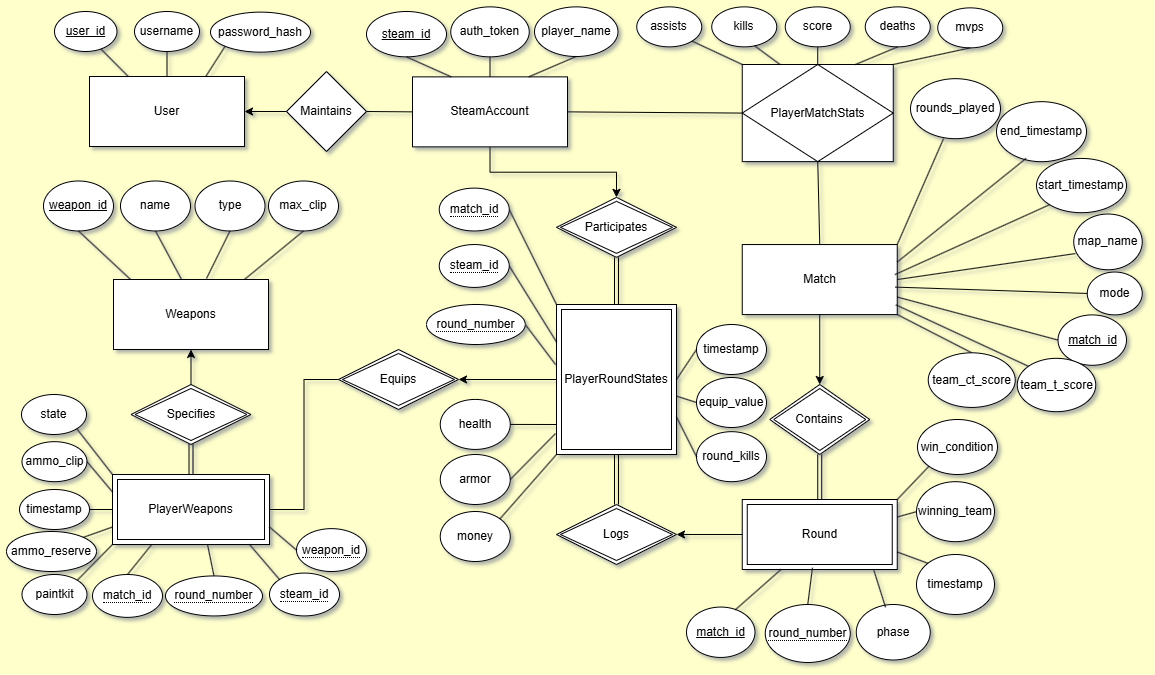 user_id
username
password_hash
User
Maintains
steam_id
auth_token
player_name
SteamAccount
assists
kills
score
deaths
mvps
PlayerMatchStats
rounds_played
end_timestamp
start_timestamp
map_name
mode
match_id
team_t_score
team_ct_score
Match
weapon_id
name
type
max_clip
Weapons
match_id
steam_id
round_number
Participates
PlayerRoundStates
timestamp
equip_value
round_kills
health
armor
money
Equips
Specifies
Contains
Logs
state
ammo_clip
timestamp
ammo_reserve
paintkit
match_id
round_number
steam_id
weapon_id
PlayerWeapons
Round
win_condition
winning_team
timestamp
match_id
round_number
phase